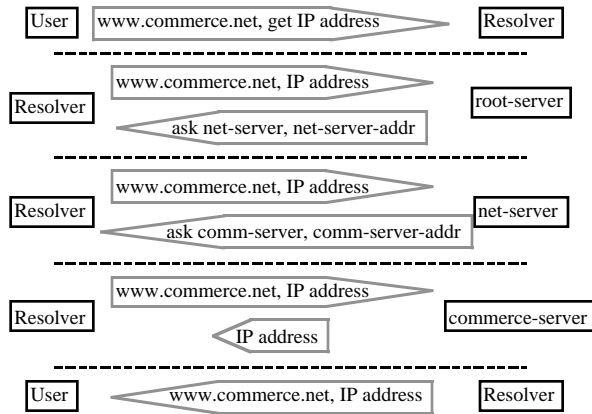 User www.commerce.net, get IP address Resolver
www.commerce.net, IP address
Resolver root-server
ask net-server, net-server-addr
www.commerce.net, IP address
Resolver net-server
ask comm-server, comm-server-addr
www.commerce.net, IP address
Resolver commerce-server
IP address
User www.commerce.net, IP address Resolver